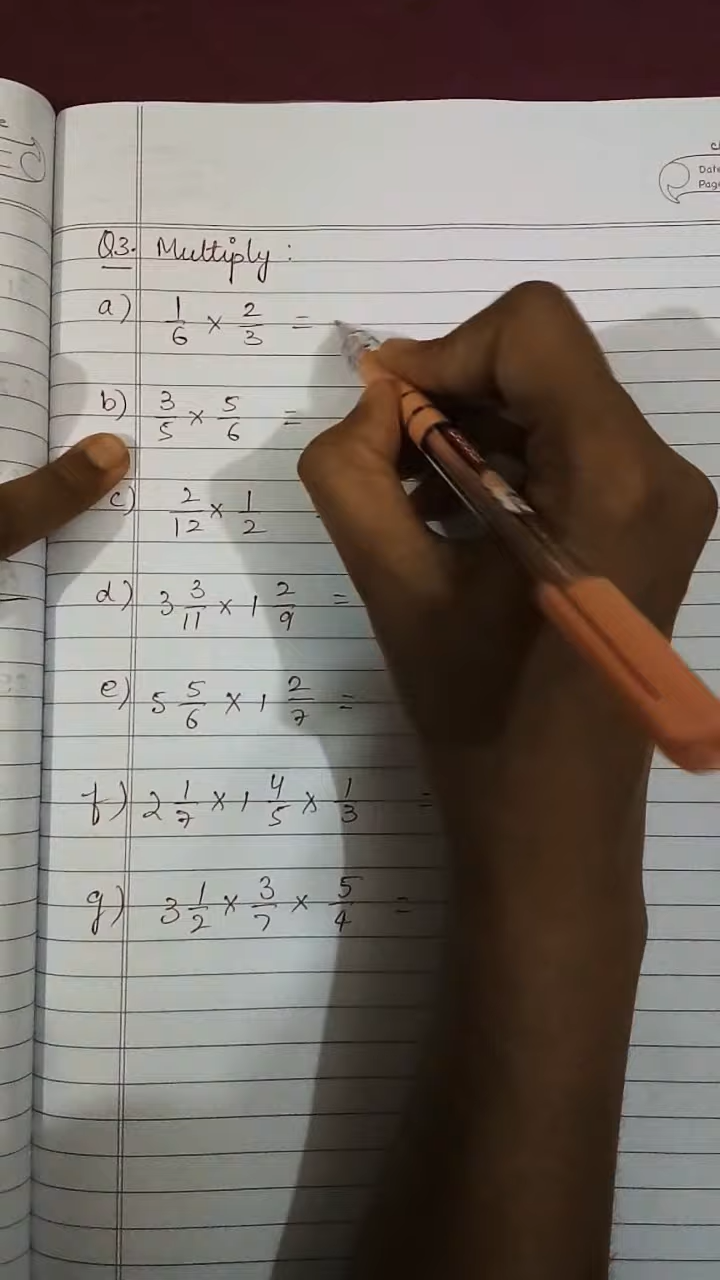 Date
Page
Q3. Multiply :
a) 1/6 × 2/3 =
b) 3/5 × 5/6 =
c) 2/12 × 1/2
d) 3 3/11 × 1 2/9 =
e) 5 5/6 × 1 2/7 =
f) 2 1/7 × 1 4/5 × 1/3 =
g) 3 1/2 × 3/7 × 5/4 =